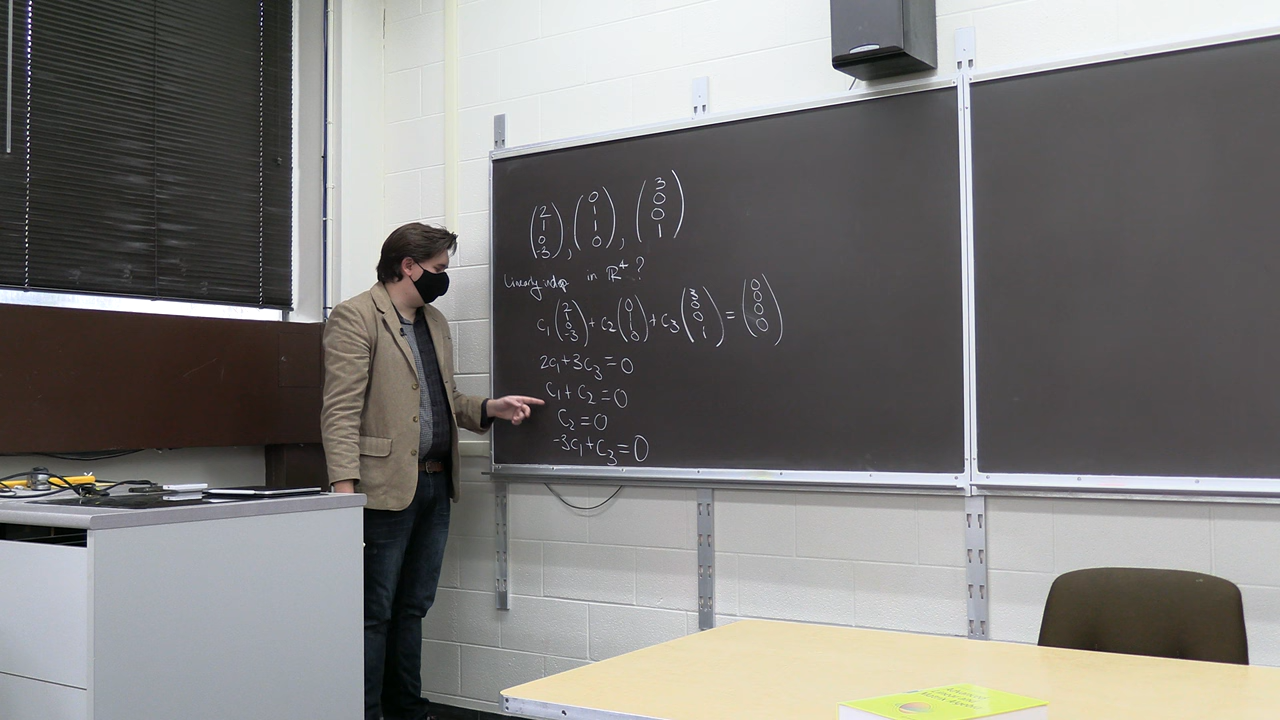 (2 1 0 -3), (0 1 1 0), (3 0 0 1)
Linearly indep in ℝ⁴?
c₁(2 1 0 -3) + c₂(0 1 1 0) + c₃(3 0 0 1) = (0 0 0 0)
2c₁+3c₃=0
c₁+c₂=0
c₂=0
-3c₁+c₃=0